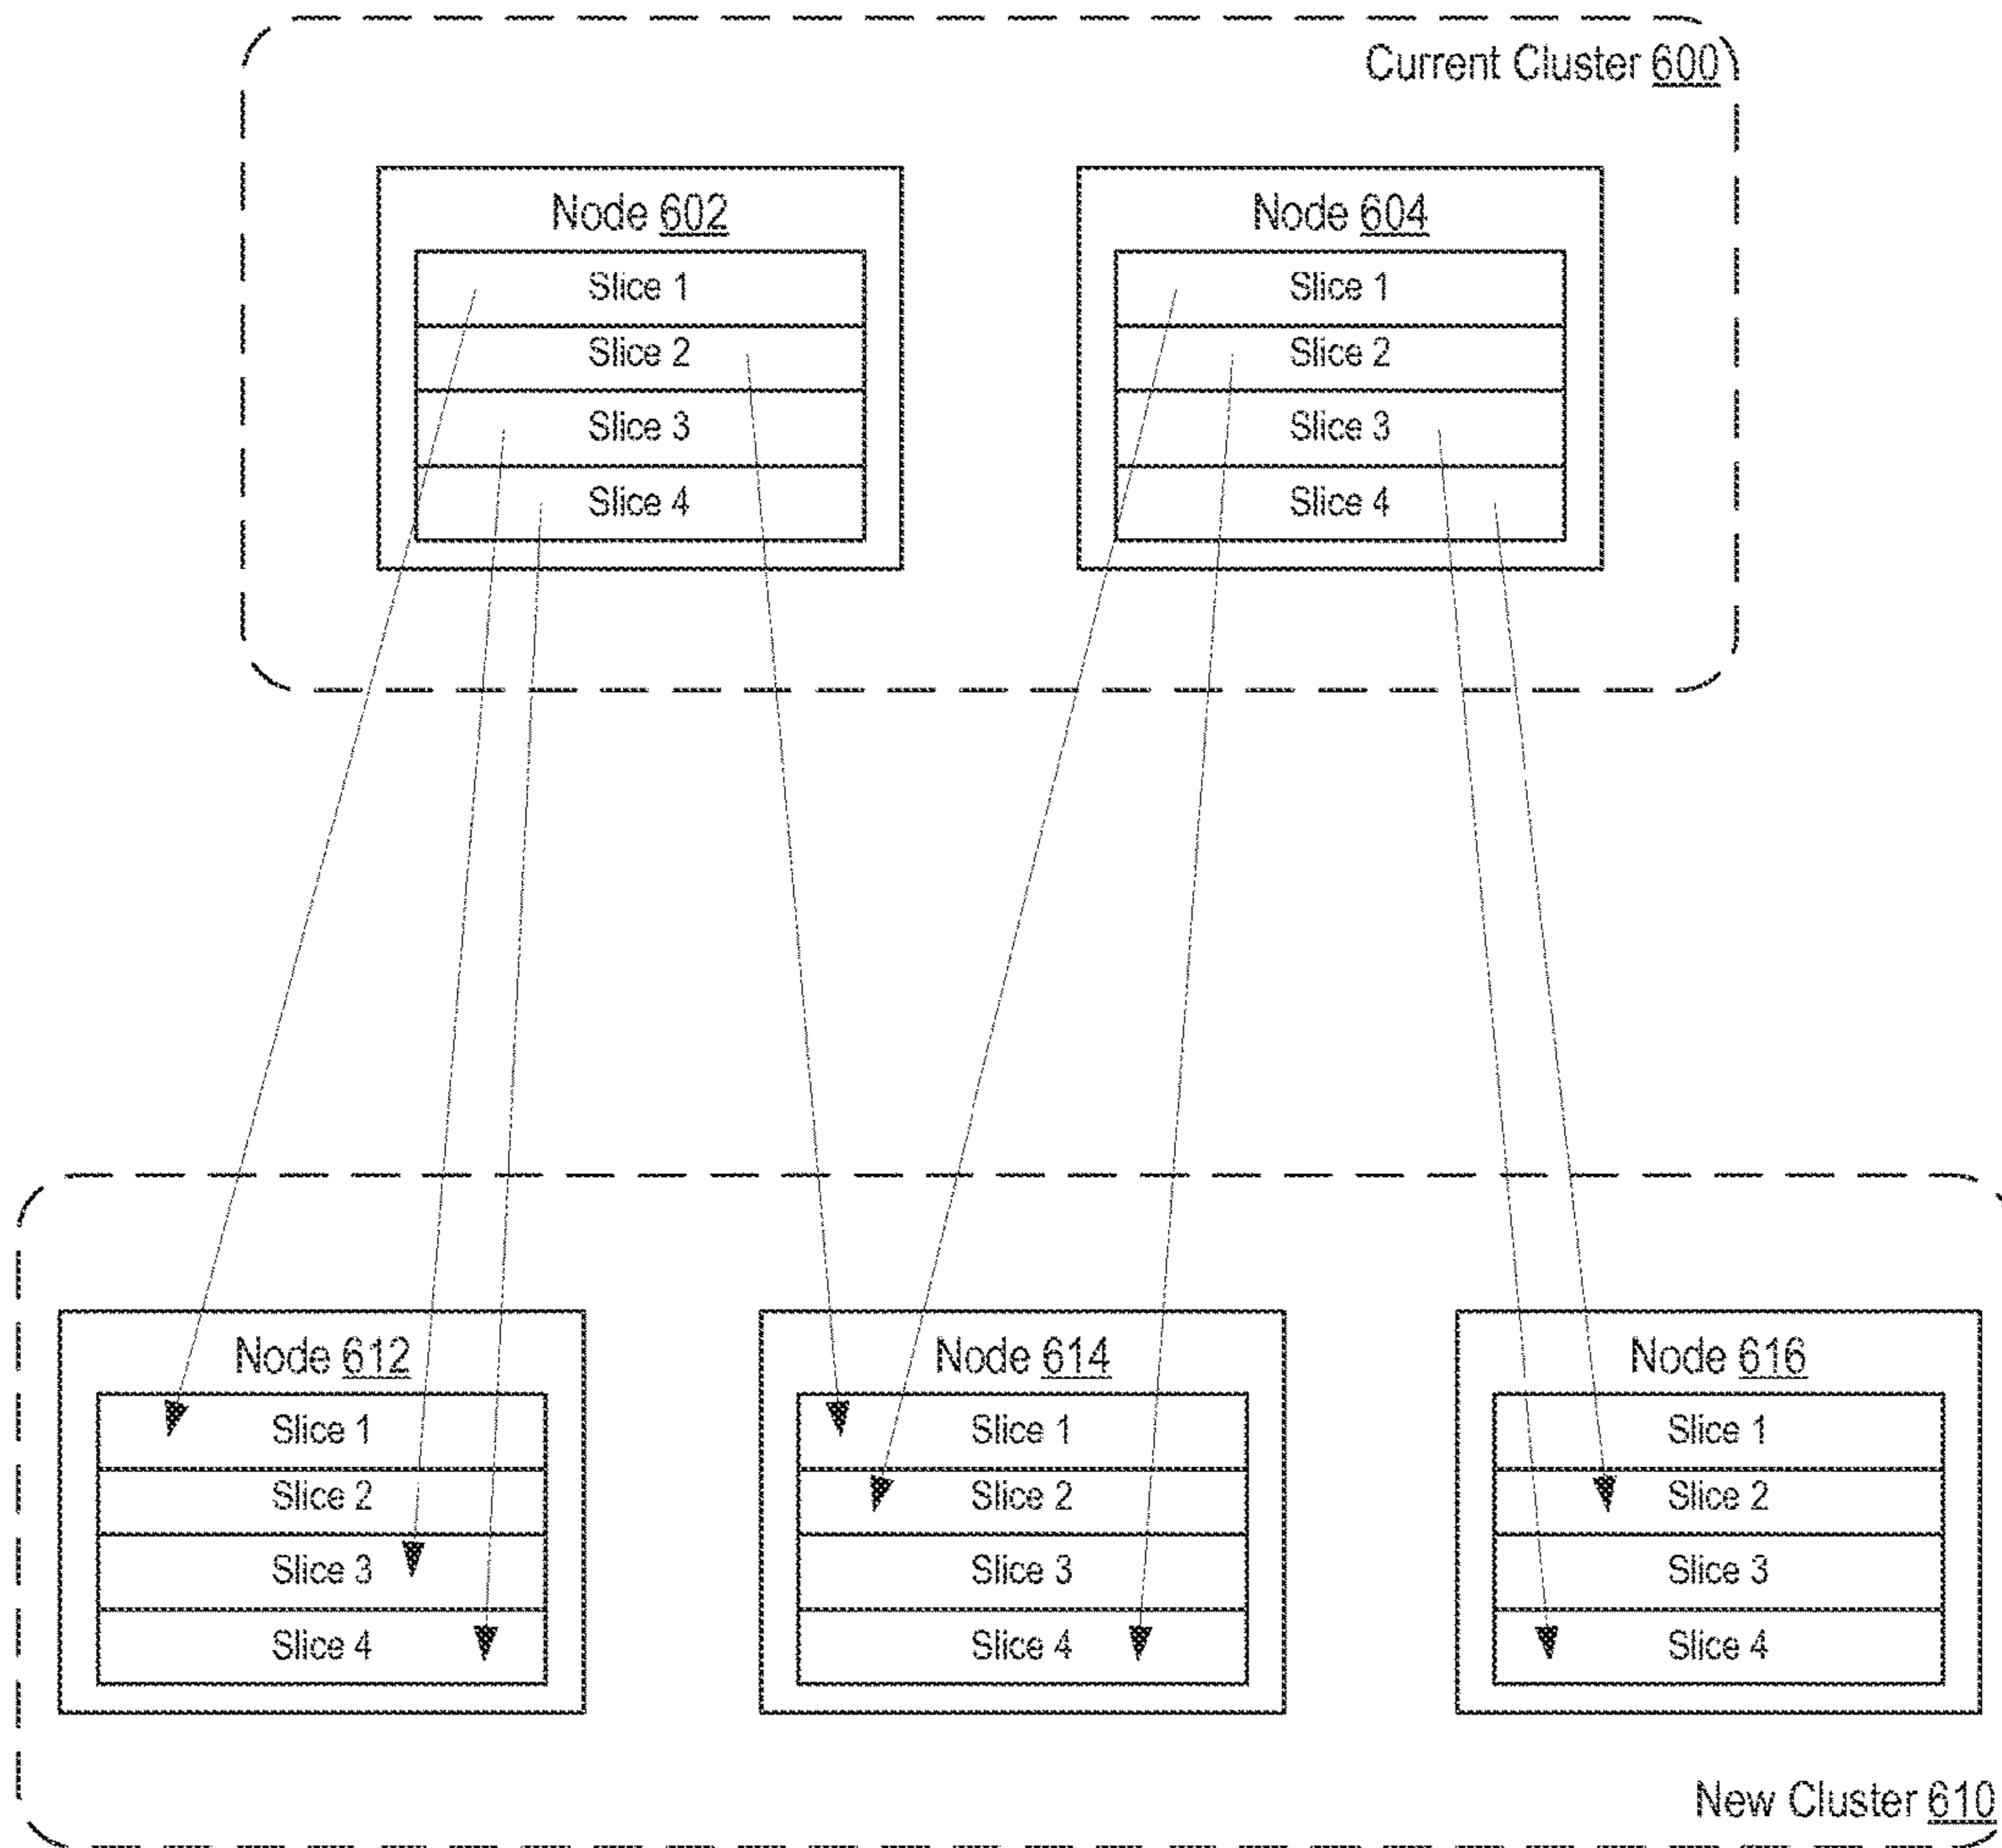 Current Cluster 600
Node 602
Slice 1
Slice 2
Slice 3
Slice 4
Node 604
Slice 1
Slice 2
Slice 3
Slice 4
Node 612
Slice 1
Slice 2
Slice 3
Slice 4
Node 614
Slice 1
Slice 2
Slice 3
Slice 4
Node 616
Slice 1
Slice 2
Slice 3
Slice 4
New Cluster 610